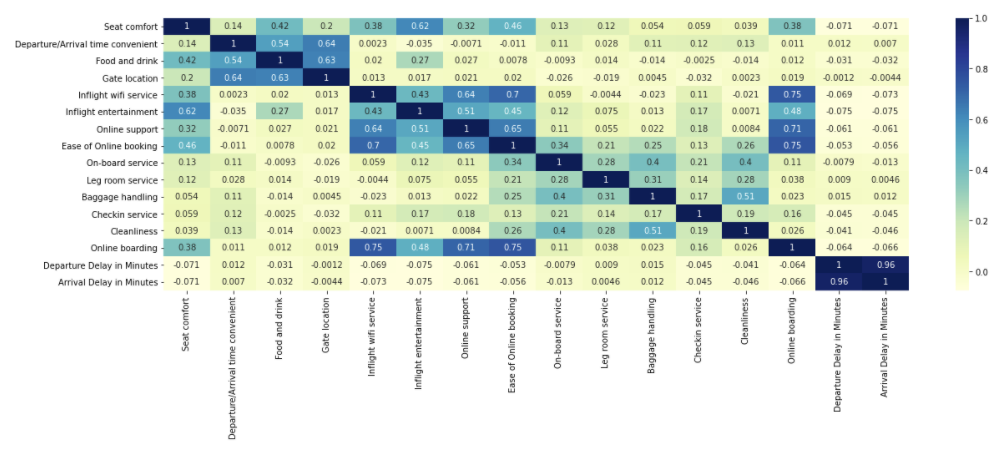 Seat comfort 1 0.14 0.42 0.2 0.38 0.62 0.32 0.46 0.13 0.12 0.054 0.059 0.039 0.38 -0.071 -0.071
Departure/Arrival time convenient 0.14 1 0.54 0.64 0.0023 -0.035 -0.0071 -0.011 0.11 0.028 0.11 0.12 0.13 0.011 0.012 0.007
Food and drink 0.42 0.54 1 0.63 0.02 0.27 0.027 0.0078 -0.0093 0.014 -0.014 -0.0025 -0.014 0.012 -0.031 -0.032
Gate location 0.2 0.64 0.63 1 0.013 0.017 0.021 0.02 -0.026 -0.019 0.0045 -0.032 0.0023 0.019 -0.0012 -0.0044
Inflight wifi service 0.38 0.0023 0.02 0.013 1 0.43 0.64 0.7 0.059 -0.0044 -0.023 0.11 -0.021 0.75 -0.069 -0.073
Inflight entertainment 0.62 -0.035 0.27 0.017 0.43 1 0.51 0.45 0.12 0.075 0.013 0.17 0.0071 0.48 -0.075 -0.075
Online support 0.32 -0.0071 0.027 0.021 0.64 0.51 1 0.65 0.11 0.055 0.022 0.18 0.0084 0.71 -0.061 -0.061
Ease of Online booking 0.46 -0.011 0.0078 0.02 0.7 0.45 0.65 1 0.34 0.21 0.25 0.13 0.26 0.75 -0.053 -0.056
On-board service 0.13 0.11 -0.0093 -0.026 0.059 0.12 0.11 0.34 1 0.28 0.4 0.21 0.4 0.11 -0.0079 -0.013
Leg room service 0.12 0.028 0.014 -0.019 -0.0044 0.075 0.055 0.21 0.28 1 0.31 0.14 0.28 0.038 0.009 0.0046
Baggage handling 0.054 0.11 -0.014 0.0045 -0.023 0.013 0.022 0.25 0.4 0.31 1 0.17 0.51 0.023 0.015 0.012
Checkin service 0.059 0.12 -0.0025 -0.032 0.11 0.17 0.18 0.13 0.21 0.14 0.17 1 0.19 0.16 -0.045 -0.045
Cleanliness 0.039 0.13 -0.014 0.0023 -0.021 0.0071 0.0084 0.26 0.4 0.28 0.51 0.19 1 0.026 -0.041 -0.046
Online boarding 0.38 0.011 0.012 0.019 0.75 0.48 0.71 0.75 0.11 0.038 0.023 0.16 0.026 1 -0.064 -0.066
Departure Delay in Minutes -0.071 0.012 -0.031 -0.0012 -0.069 -0.075 -0.061 -0.053 -0.0079 0.009 0.015 -0.045 -0.041 -0.064 1 0.96
Arrival Delay in Minutes -0.071 0.007 -0.032 -0.0044 -0.073 -0.075 -0.061 -0.056 -0.013 0.0046 0.012 -0.045 -0.046 -0.066 0.96 1
Seat comfort
Departure/Arrival time convenient
Food and drink
Gate location
Inflight wifi service
Inflight entertainment
Online support
Ease of Online booking
On-board service
Leg room service
Baggage handling
Checkin service
Cleanliness
Online boarding
Departure Delay in Minutes
Arrival Delay in Minutes
1.0
0.8
0.6
0.4
0.2
0.0